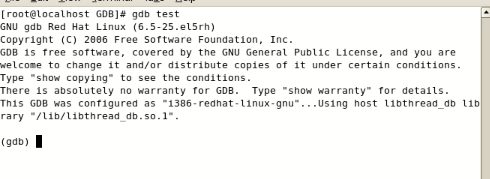 [root@localhost GDB]# gdb test
GNU gdb Red Hat Linux (6.5-25.el5rh)
Copyright (C) 2006 Free Software Foundation, Inc.
GDB is free software, covered by the GNU General Public License, and you are
welcome to change it and/or distribute copies of it under certain conditions.
Type "show copying" to see the conditions.
There is absolutely no warranty for GDB.  Type "show warranty" for details.
This GDB was configured as "i386-redhat-linux-gnu"...Using host libthread_db lib
rary "/lib/libthread_db.so.1".
(gdb)